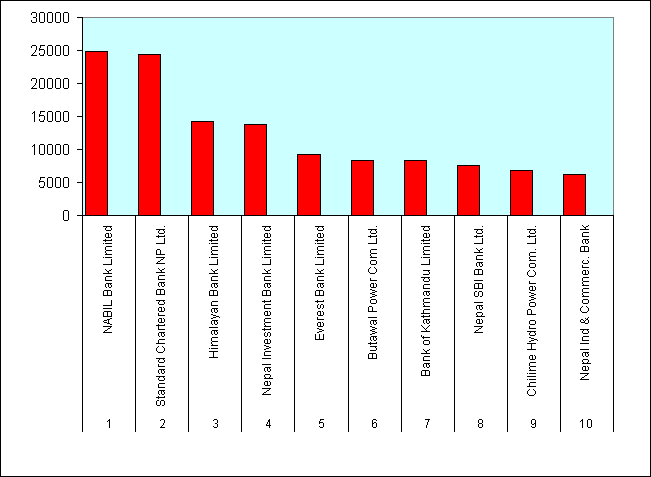 30000
25000
20000
15000
10000
5000
0
NABIL Bank Limited
Standard Chartered Bank NP Ltd.
Himalayan Bank Limited
Nepal Investment Bank Limited
Everest Bank Limited
Butawal Power Com Ltd.
Bank of Kathmandu Limited
Nepal SBI Bank Ltd.
Chilime Hydro Power Com. Ltd.
Nepal Ind & Commerc. Bank
1 2 3 4 5 6 7 8 9 10